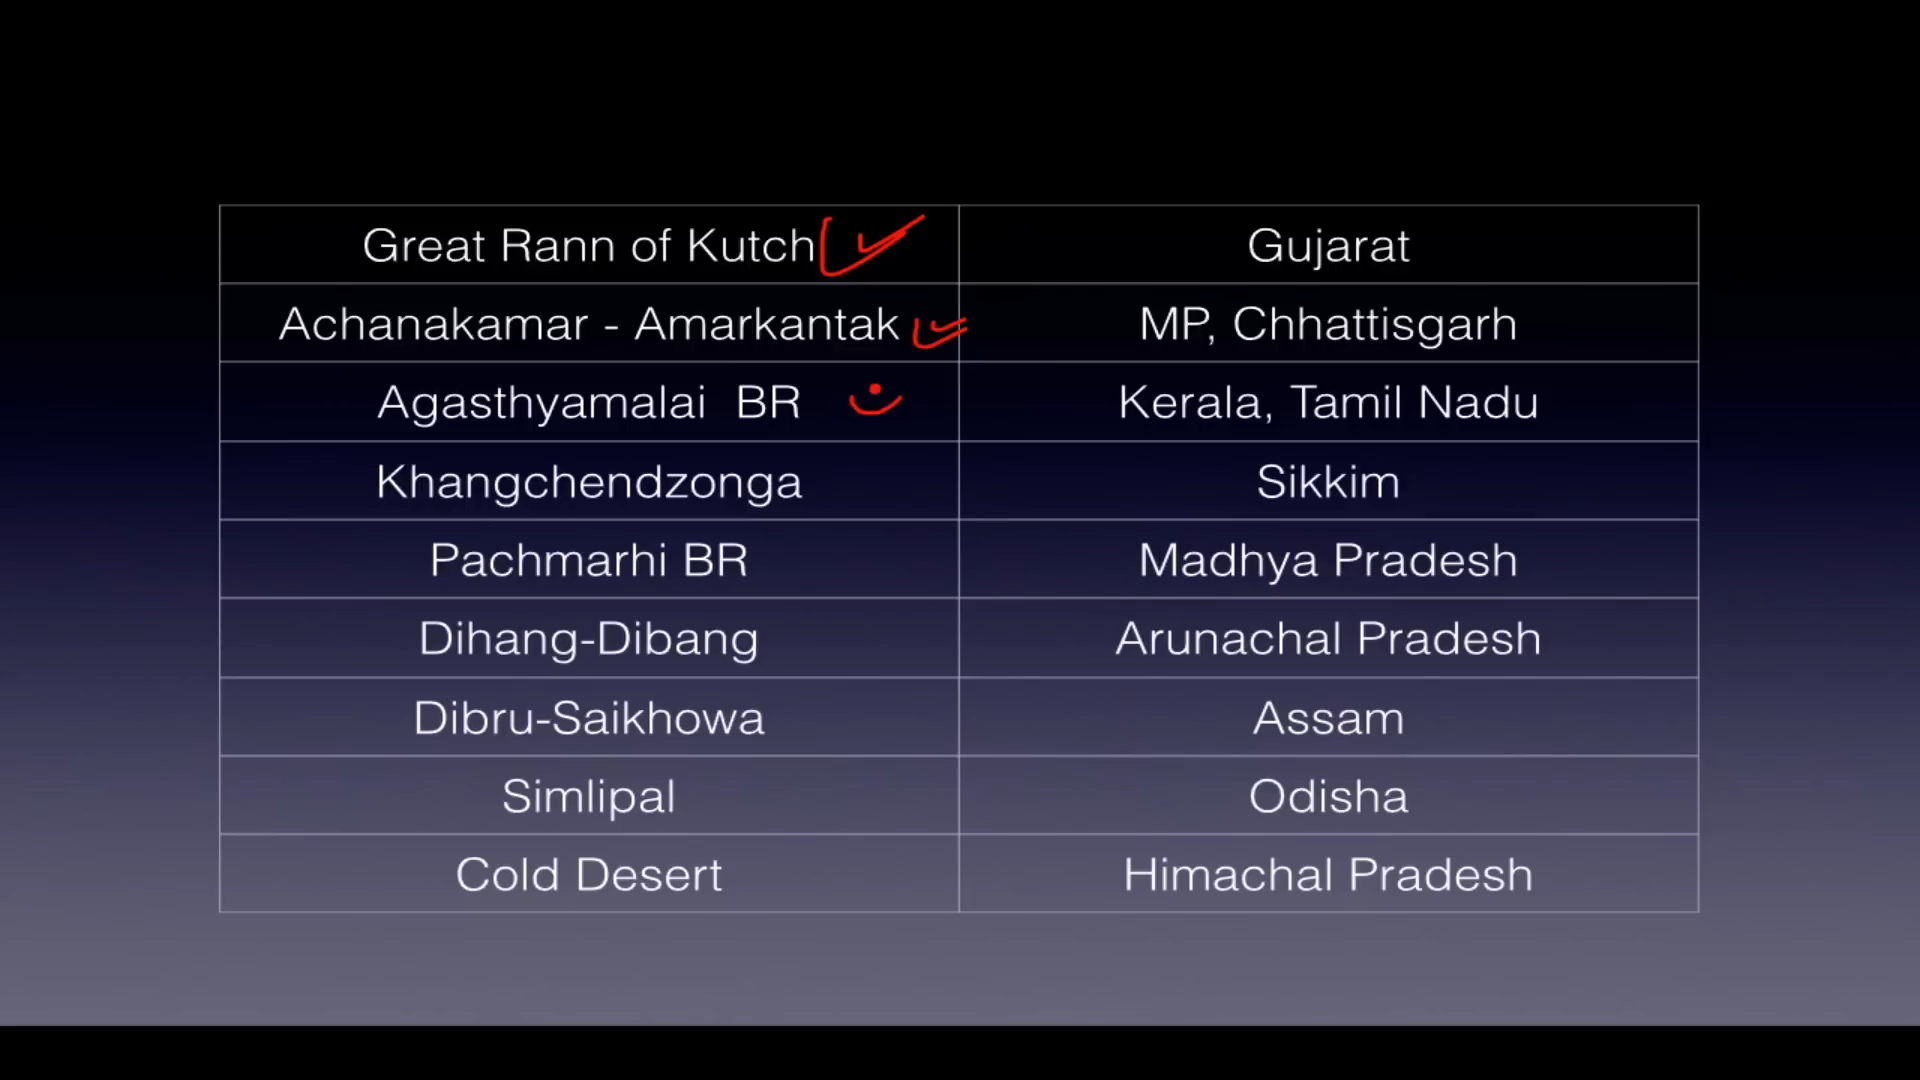 Great Rann of Kutch Gujarat
Achanakamar - Amarkantak MP, Chhattisgarh
Agasthyamalai BR Kerala, Tamil Nadu
Khangchendzonga Sikkim
Pachmarhi BR Madhya Pradesh
Dihang-Dibang Arunachal Pradesh
Dibru-Saikhowa Assam
Simlipal Odisha
Cold Desert Himachal Pradesh